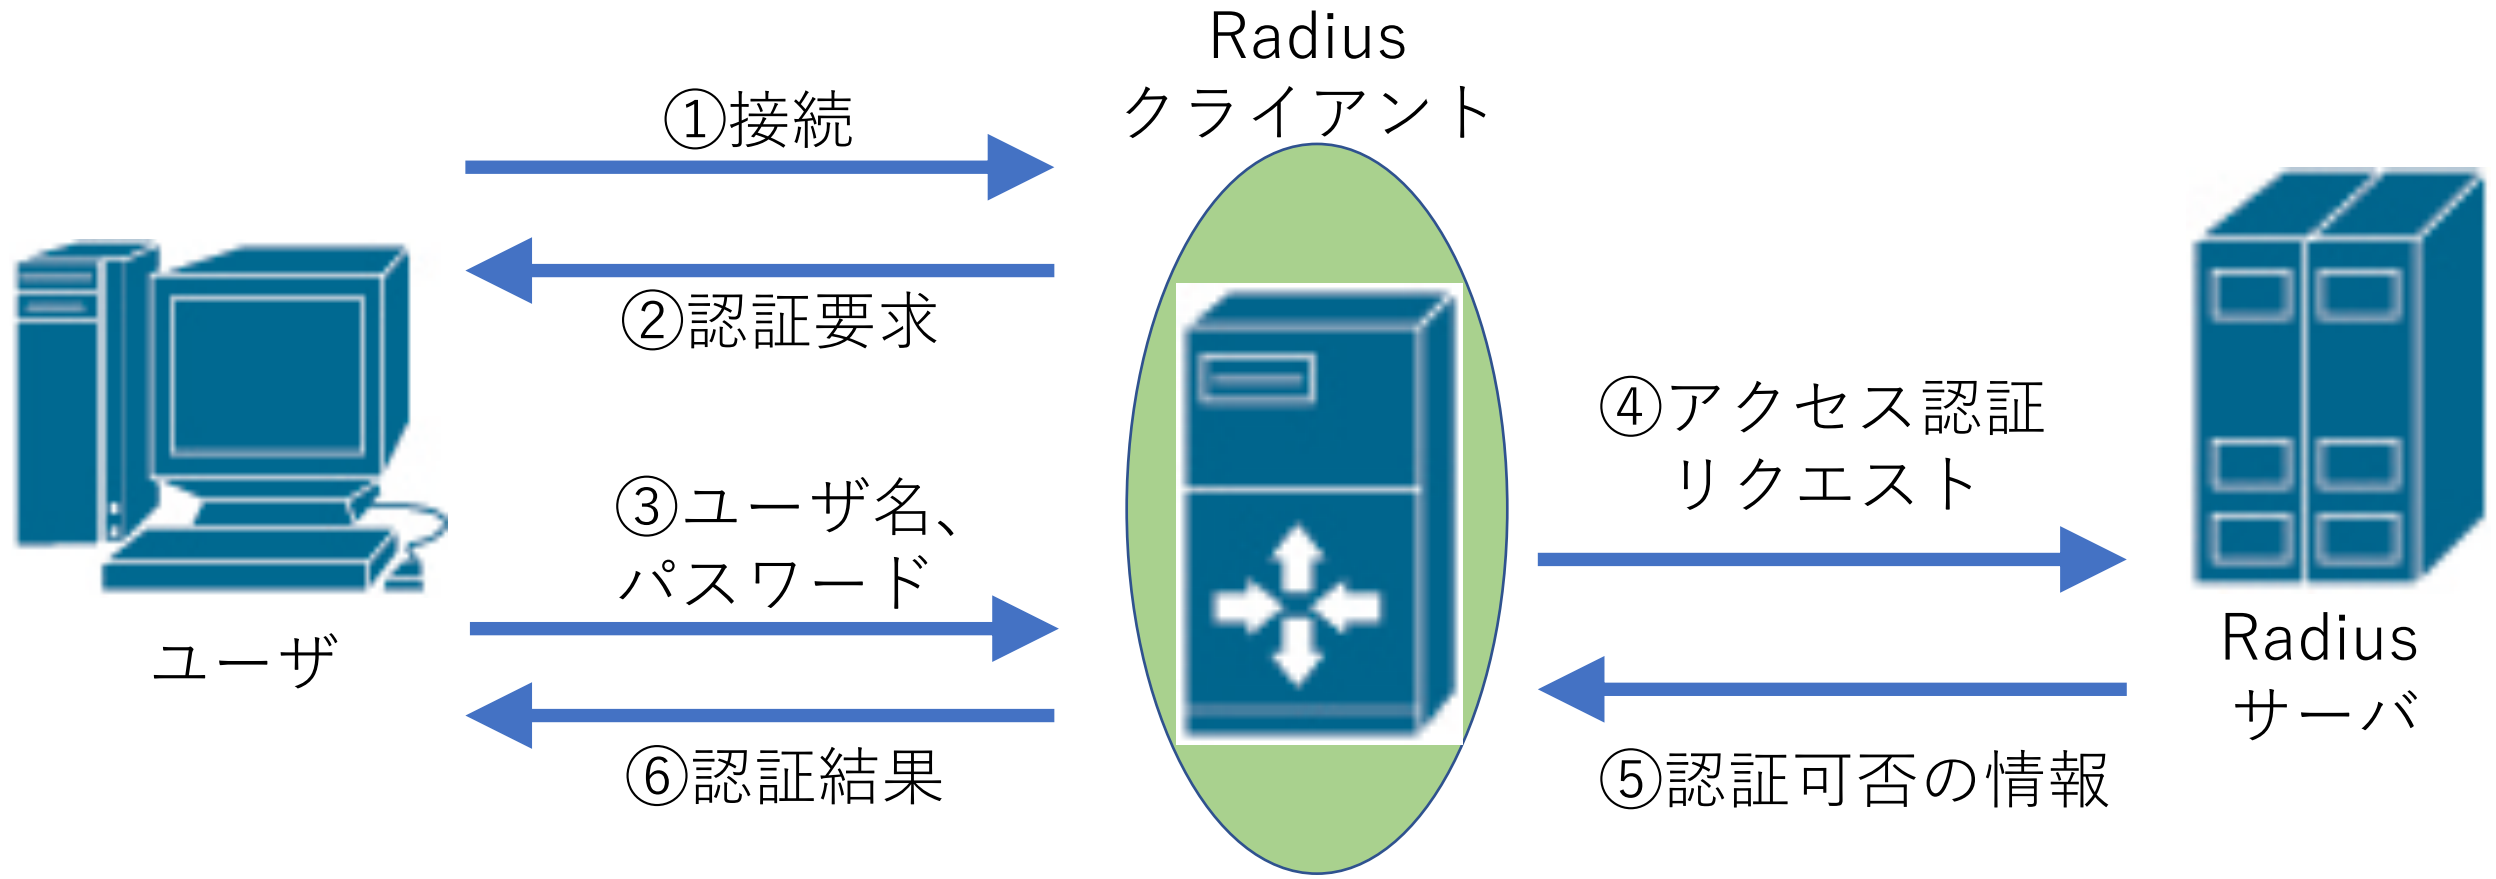 Radius
クライアント
①接続
②認証要求
③ユーザ名、
パスワード
④アクセス認証
リクエスト
ユーザ
Radius
サーバ
⑤認証可否の情報
⑥認証結果